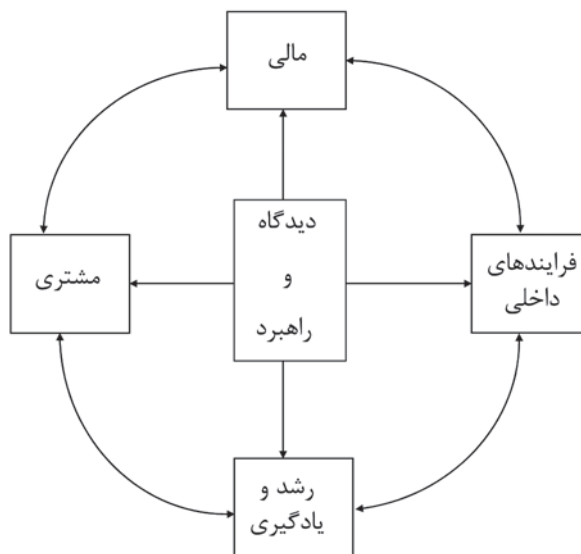 مالی
دیدگاه
و
راهبرد
فرایندهای
داخلی
مشتری
رشد و
یادگیری